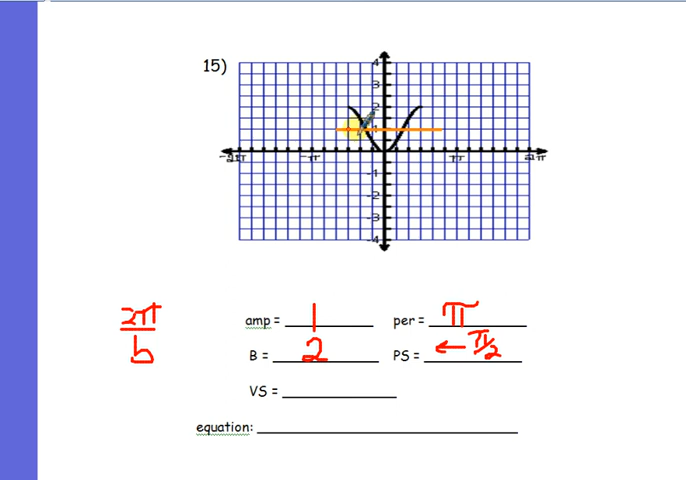 15)
4
3
2
1
-2π -π π 2π
-1
-2
-3
-4
2π/b
amp = 1 per = π
B = 2 PS = ← π/2
VS =
equation: